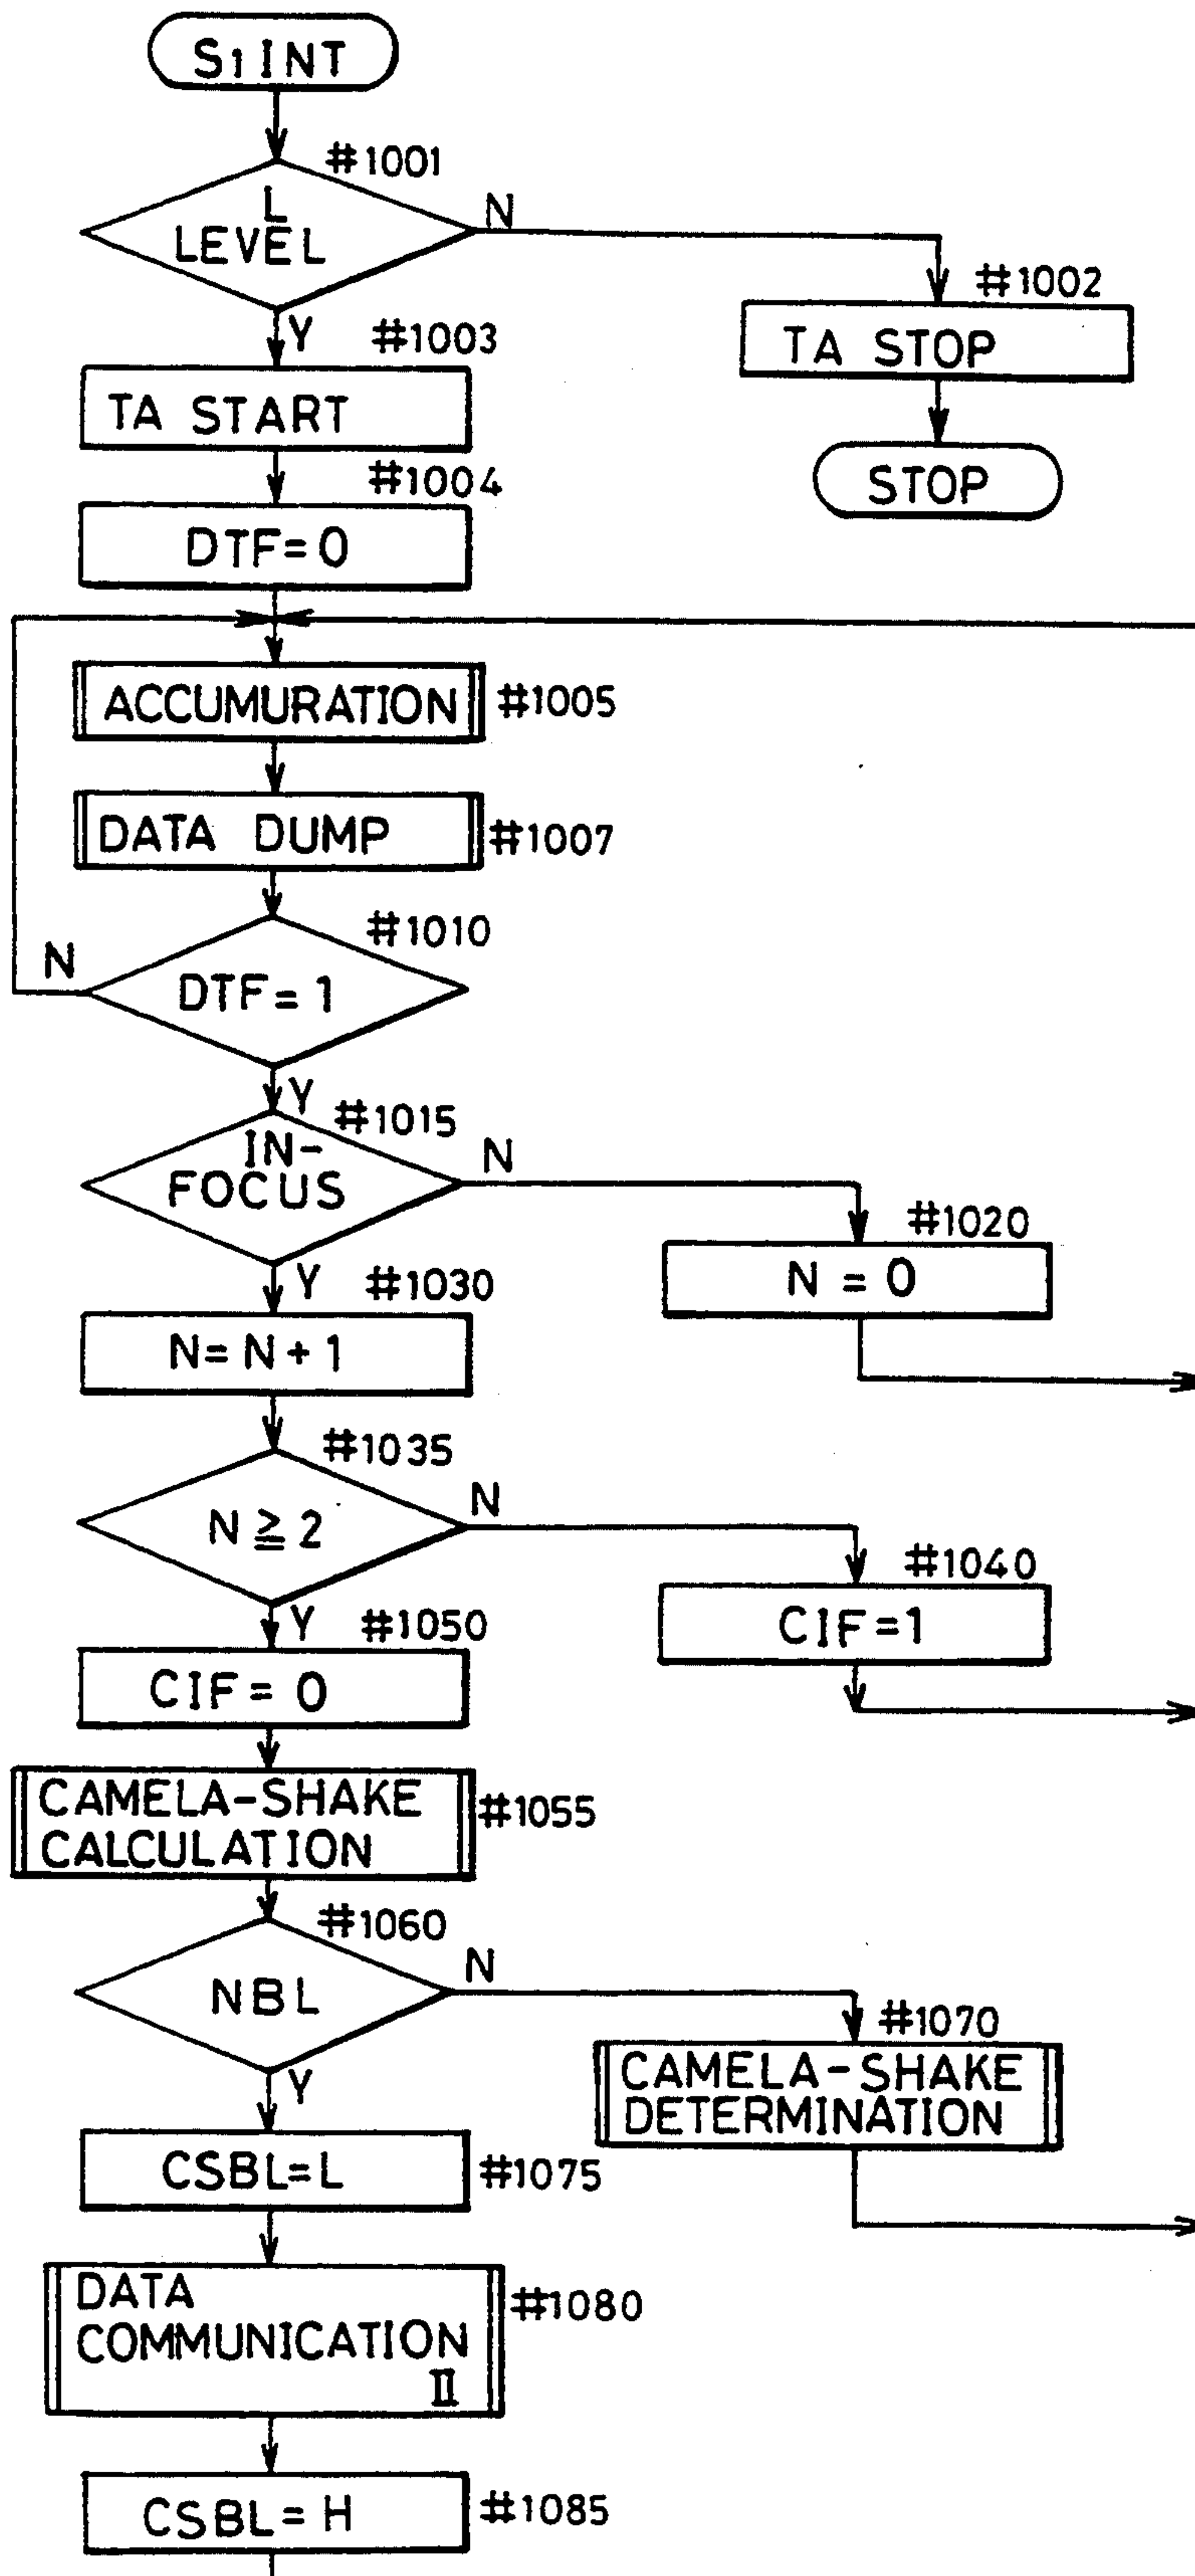 S1INT
#1001
L
LEVEL
N
#1002
TA STOP
STOP
Y
#1003
TA START
#1004
DTF=0
ACCUMURATION
#1005
DATA DUMP
#1007
#1010
N
DTF=1
Y
#1015
IN-
FOCUS
N
#1020
N=0
Y
#1030
N=N+1
#1035
N≧2
N
#1040
CIF=1
Y
#1050
CIF=0
CAMELA-SHAKE
CALCULATION
#1055
#1060
NBL
N
#1070
CAMELA-SHAKE
DETERMINATION
Y
CSBL=L
#1075
DATA
COMMUNICATION
II
#1080
CSBL=H
#1085